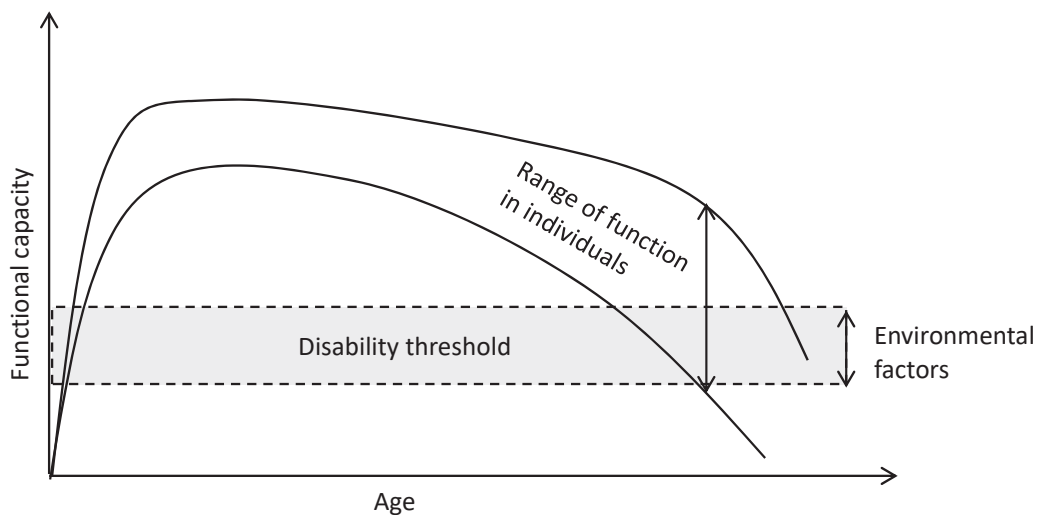 Functional capacity
Range of function
in individuals
Disability threshold
Environmental
factors
Age